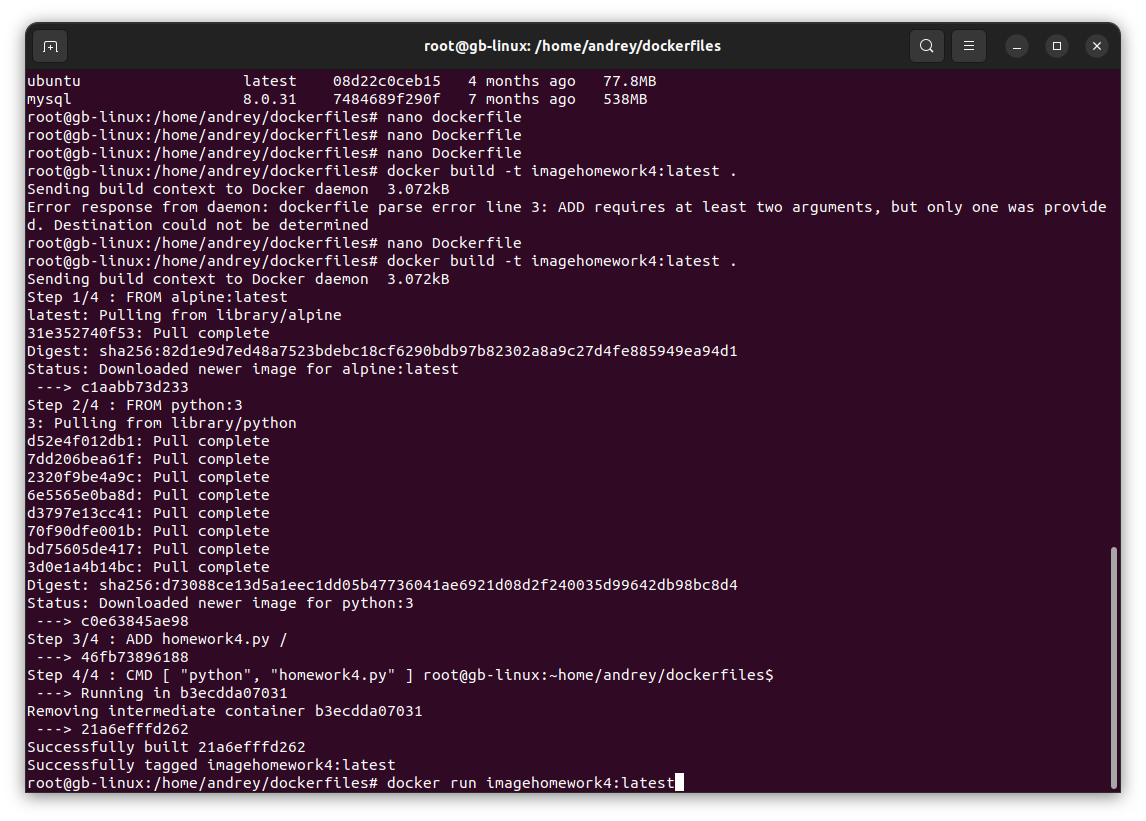 root@gb-linux: /home/andrey/dockerfiles
ubuntu                  latest    08d22c0ceb15   4 months ago   77.8MB
mysql                   8.0.31    7484689f290f   7 months ago   538MB
root@gb-linux:/home/andrey/dockerfiles# nano dockerfile
root@gb-linux:/home/andrey/dockerfiles# nano Dockerfile
root@gb-linux:/home/andrey/dockerfiles# nano Dockerfile
root@gb-linux:/home/andrey/dockerfiles# docker build -t imagehomework4:latest .
Sending build context to Docker daemon  3.072kB
Error response from daemon: dockerfile parse error line 3: ADD requires at least two arguments, but only one was provide
d. Destination could not be determined
root@gb-linux:/home/andrey/dockerfiles# nano Dockerfile
root@gb-linux:/home/andrey/dockerfiles# docker build -t imagehomework4:latest .
Sending build context to Docker daemon  3.072kB
Step 1/4 : FROM alpine:latest
latest: Pulling from library/alpine
31e352740f53: Pull complete
Digest: sha256:82d1e9d7ed48a7523bdebc18cf6290bdb97b82302a8a9c27d4fe885949ea94d1
Status: Downloaded newer image for alpine:latest
 ---> c1aabb73d233
Step 2/4 : FROM python:3
3: Pulling from library/python
d52e4f012db1: Pull complete
7dd206bea61f: Pull complete
2320f9be4a9c: Pull complete
6e5565e0ba8d: Pull complete
d3797e13cc41: Pull complete
70f90dfe001b: Pull complete
bd75605de417: Pull complete
3d0e1a4b14bc: Pull complete
Digest: sha256:d73088ce13d5a1eec1dd05b47736041ae6921d08d2f240035d99642db98bc8d4
Status: Downloaded newer image for python:3
 ---> c0e63845ae98
Step 3/4 : ADD homework4.py /
 ---> 46fb73896188
Step 4/4 : CMD [ "python", "homework4.py" ] root@gb-linux:~home/andrey/dockerfiles$
 ---> Running in b3ecdda07031
Removing intermediate container b3ecdda07031
 ---> 21a6efffd262
Successfully built 21a6efffd262
Successfully tagged imagehomework4:latest
root@gb-linux:/home/andrey/dockerfiles# docker run imagehomework4:latest